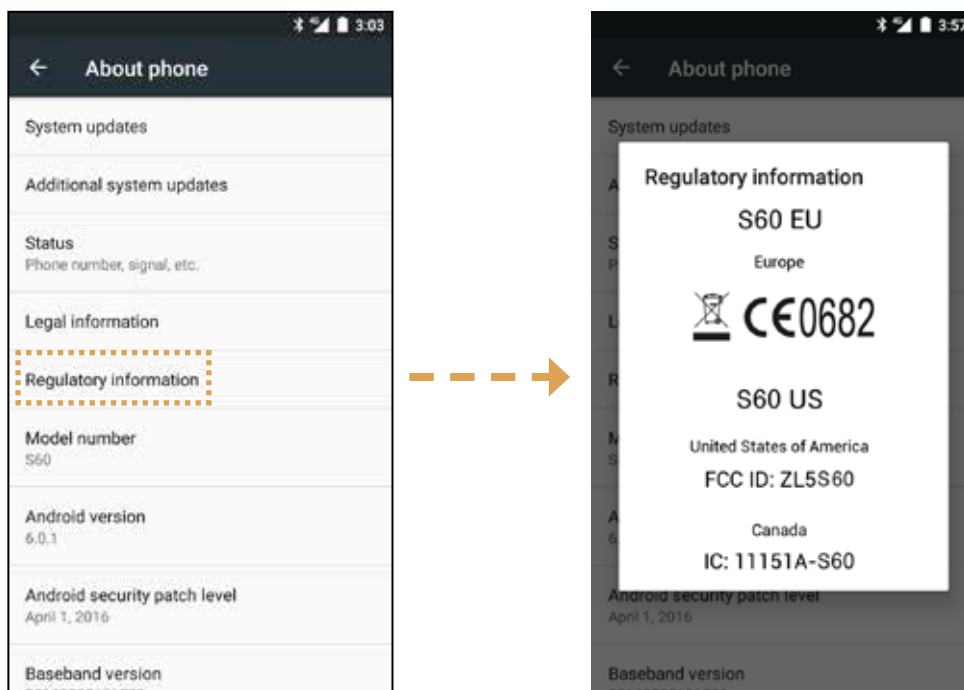 4G 3:03
About phone
System updates
Additional system updates
Status
Phone number, signal, etc.
Legal information
Regulatory information
Model number
S60
Android version
6.0.1
Android security patch level
April 1, 2016
Baseband version
4G 3:57
About phone
System updates
A
Regulatory information
S60 EU
S
P
Europe
L
CE0682
R
S60 US
M
S
United States of America
FCC ID: ZL5S60
A
6
Canada
IC: 11151A-S60
Android security patch level
April 1, 2016
Baseband version